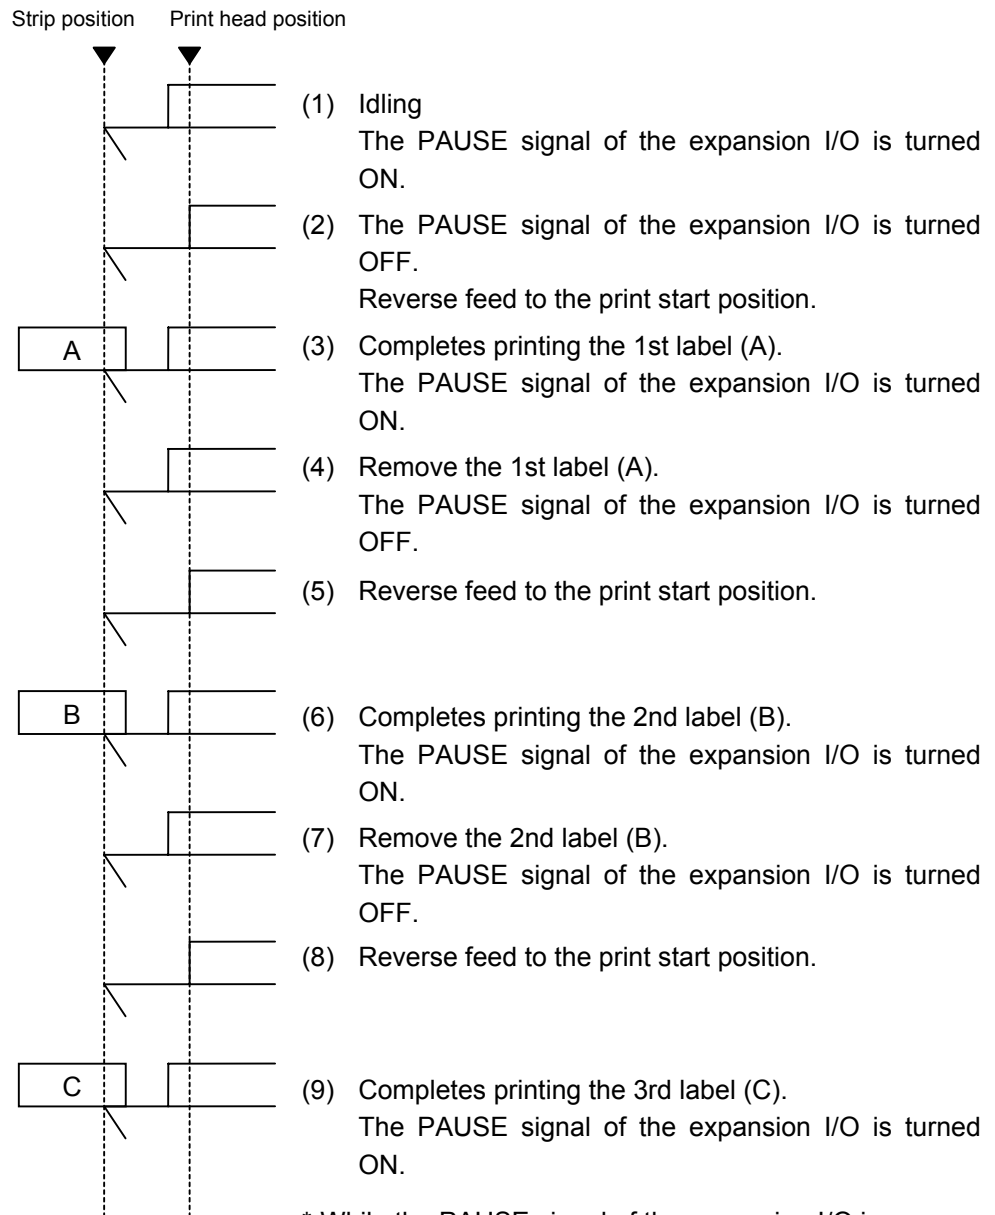 Strip position Print head position
(1) Idling
The PAUSE signal of the expansion I/O is turned
ON.
(2) The PAUSE signal of the expansion I/O is turned
OFF.
Reverse feed to the print start position.
A
(3) Completes printing the 1st label (A).
The PAUSE signal of the expansion I/O is turned
ON.
(4) Remove the 1st label (A).
The PAUSE signal of the expansion I/O is turned
OFF.
(5) Reverse feed to the print start position.
B
(6) Completes printing the 2nd label (B).
The PAUSE signal of the expansion I/O is turned
ON.
(7) Remove the 2nd label (B).
The PAUSE signal of the expansion I/O is turned
OFF.
(8) Reverse feed to the print start position.
C
(9) Completes printing the 3rd label (C).
The PAUSE signal of the expansion I/O is turned
ON.
* While the PAUSE signal of the expansion I/O is